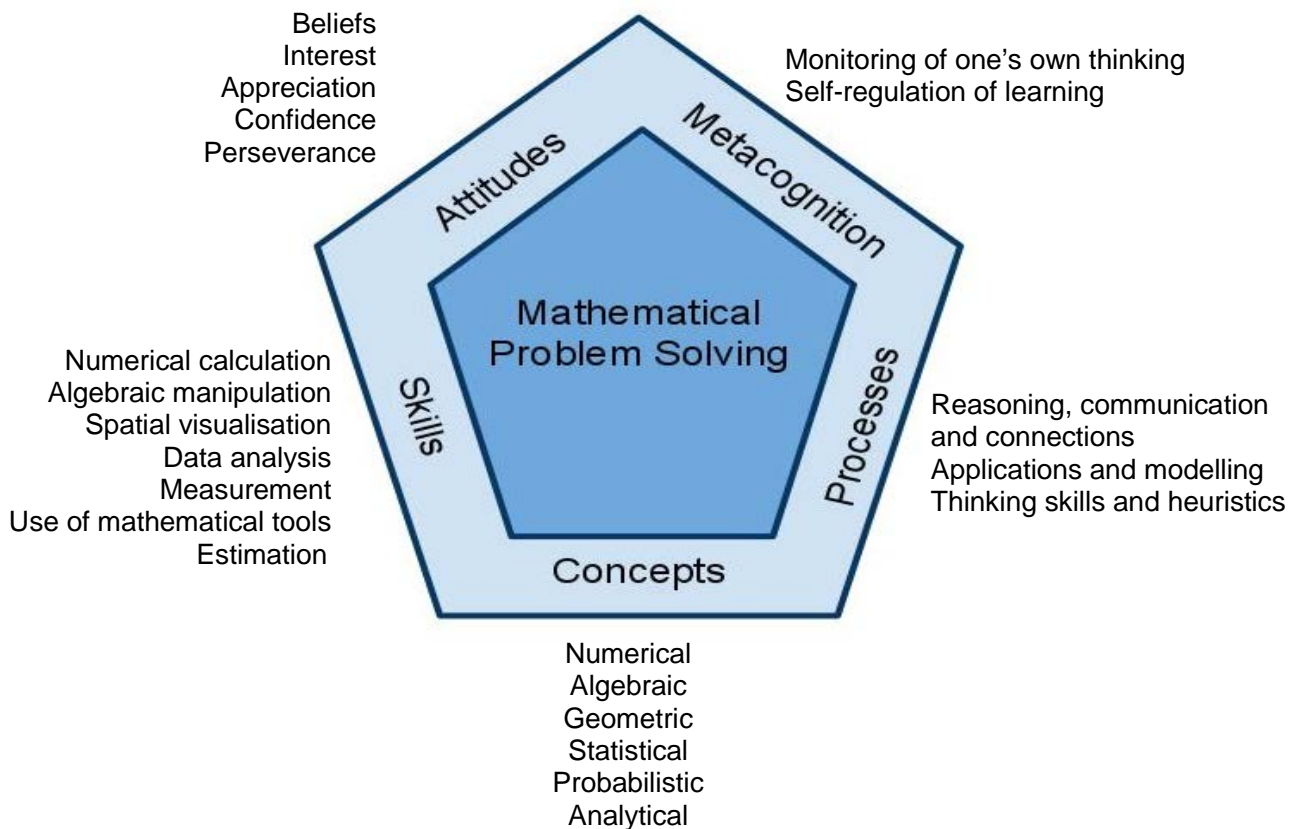 Beliefs
Interest
Appreciation
Confidence
Perseverance
Monitoring of one’s own thinking
Self-regulation of learning
Attitudes
Metacognition
Mathematical
Problem Solving
Numerical calculation
Algebraic manipulation
Spatial visualisation
Data analysis
Measurement
Use of mathematical tools
Estimation
Skills
Processes
Reasoning, communication
and connections
Applications and modelling
Thinking skills and heuristics
Concepts
Numerical
Algebraic
Geometric
Statistical
Probabilistic
Analytical